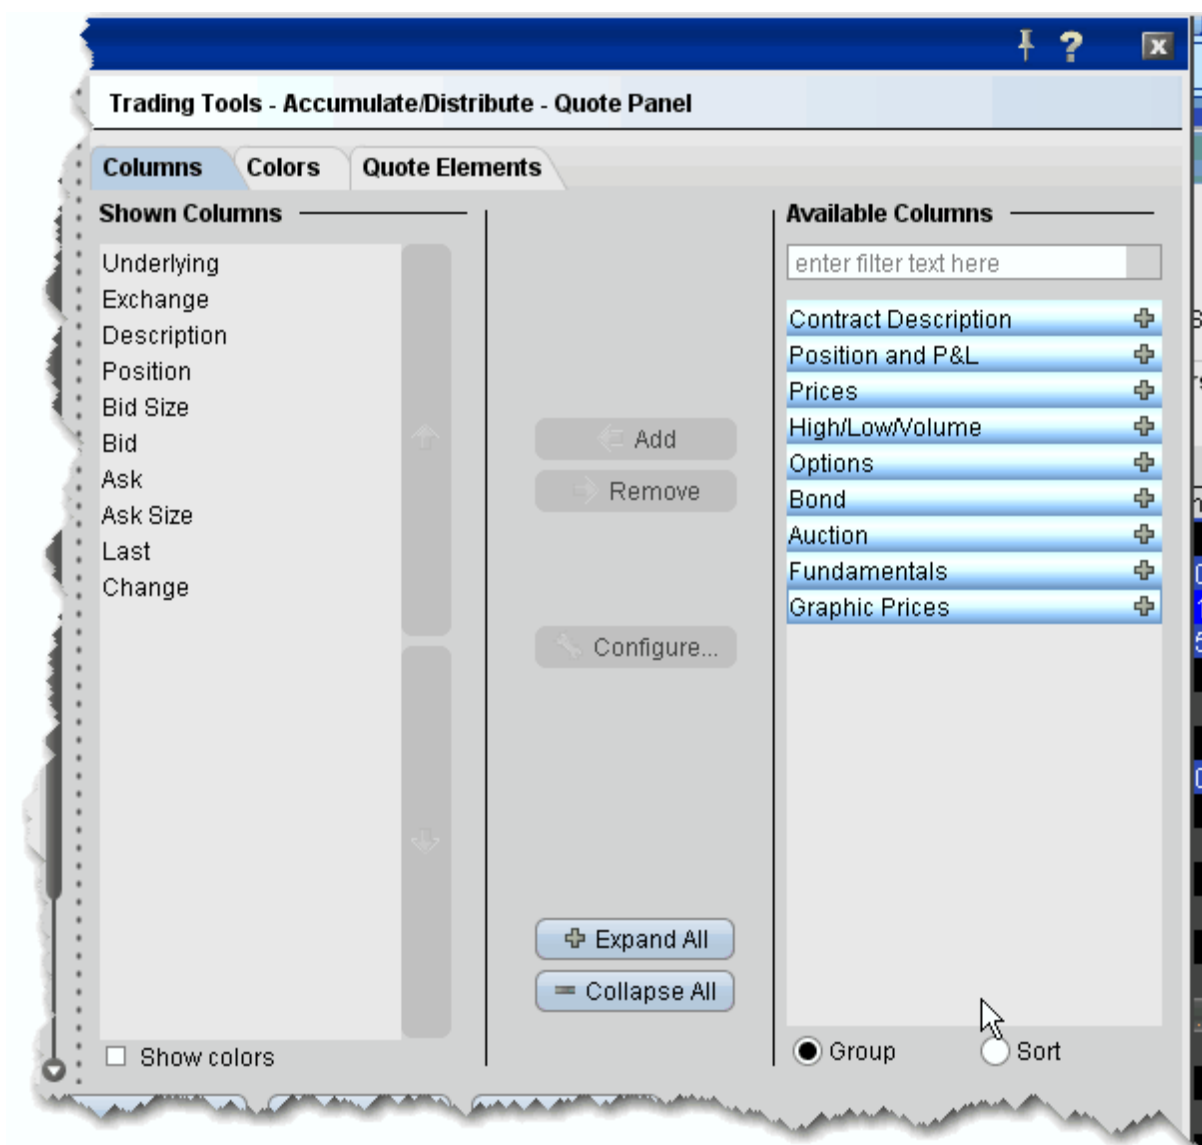 Trading Tools - Accumulate/Distribute - Quote Panel
Columns
Colors
Quote Elements
Shown Columns
Underlying
Exchange
Description
Position
Bid Size
Bid
Ask
Ask Size
Last
Change
Show colors
Add
Remove
Configure...
Expand All
Collapse All
Available Columns
enter filter text here
Contract Description
Position and P&L
Prices
High/Low/Volume
Options
Bond
Auction
Fundamentals
Graphic Prices
Group
Sort